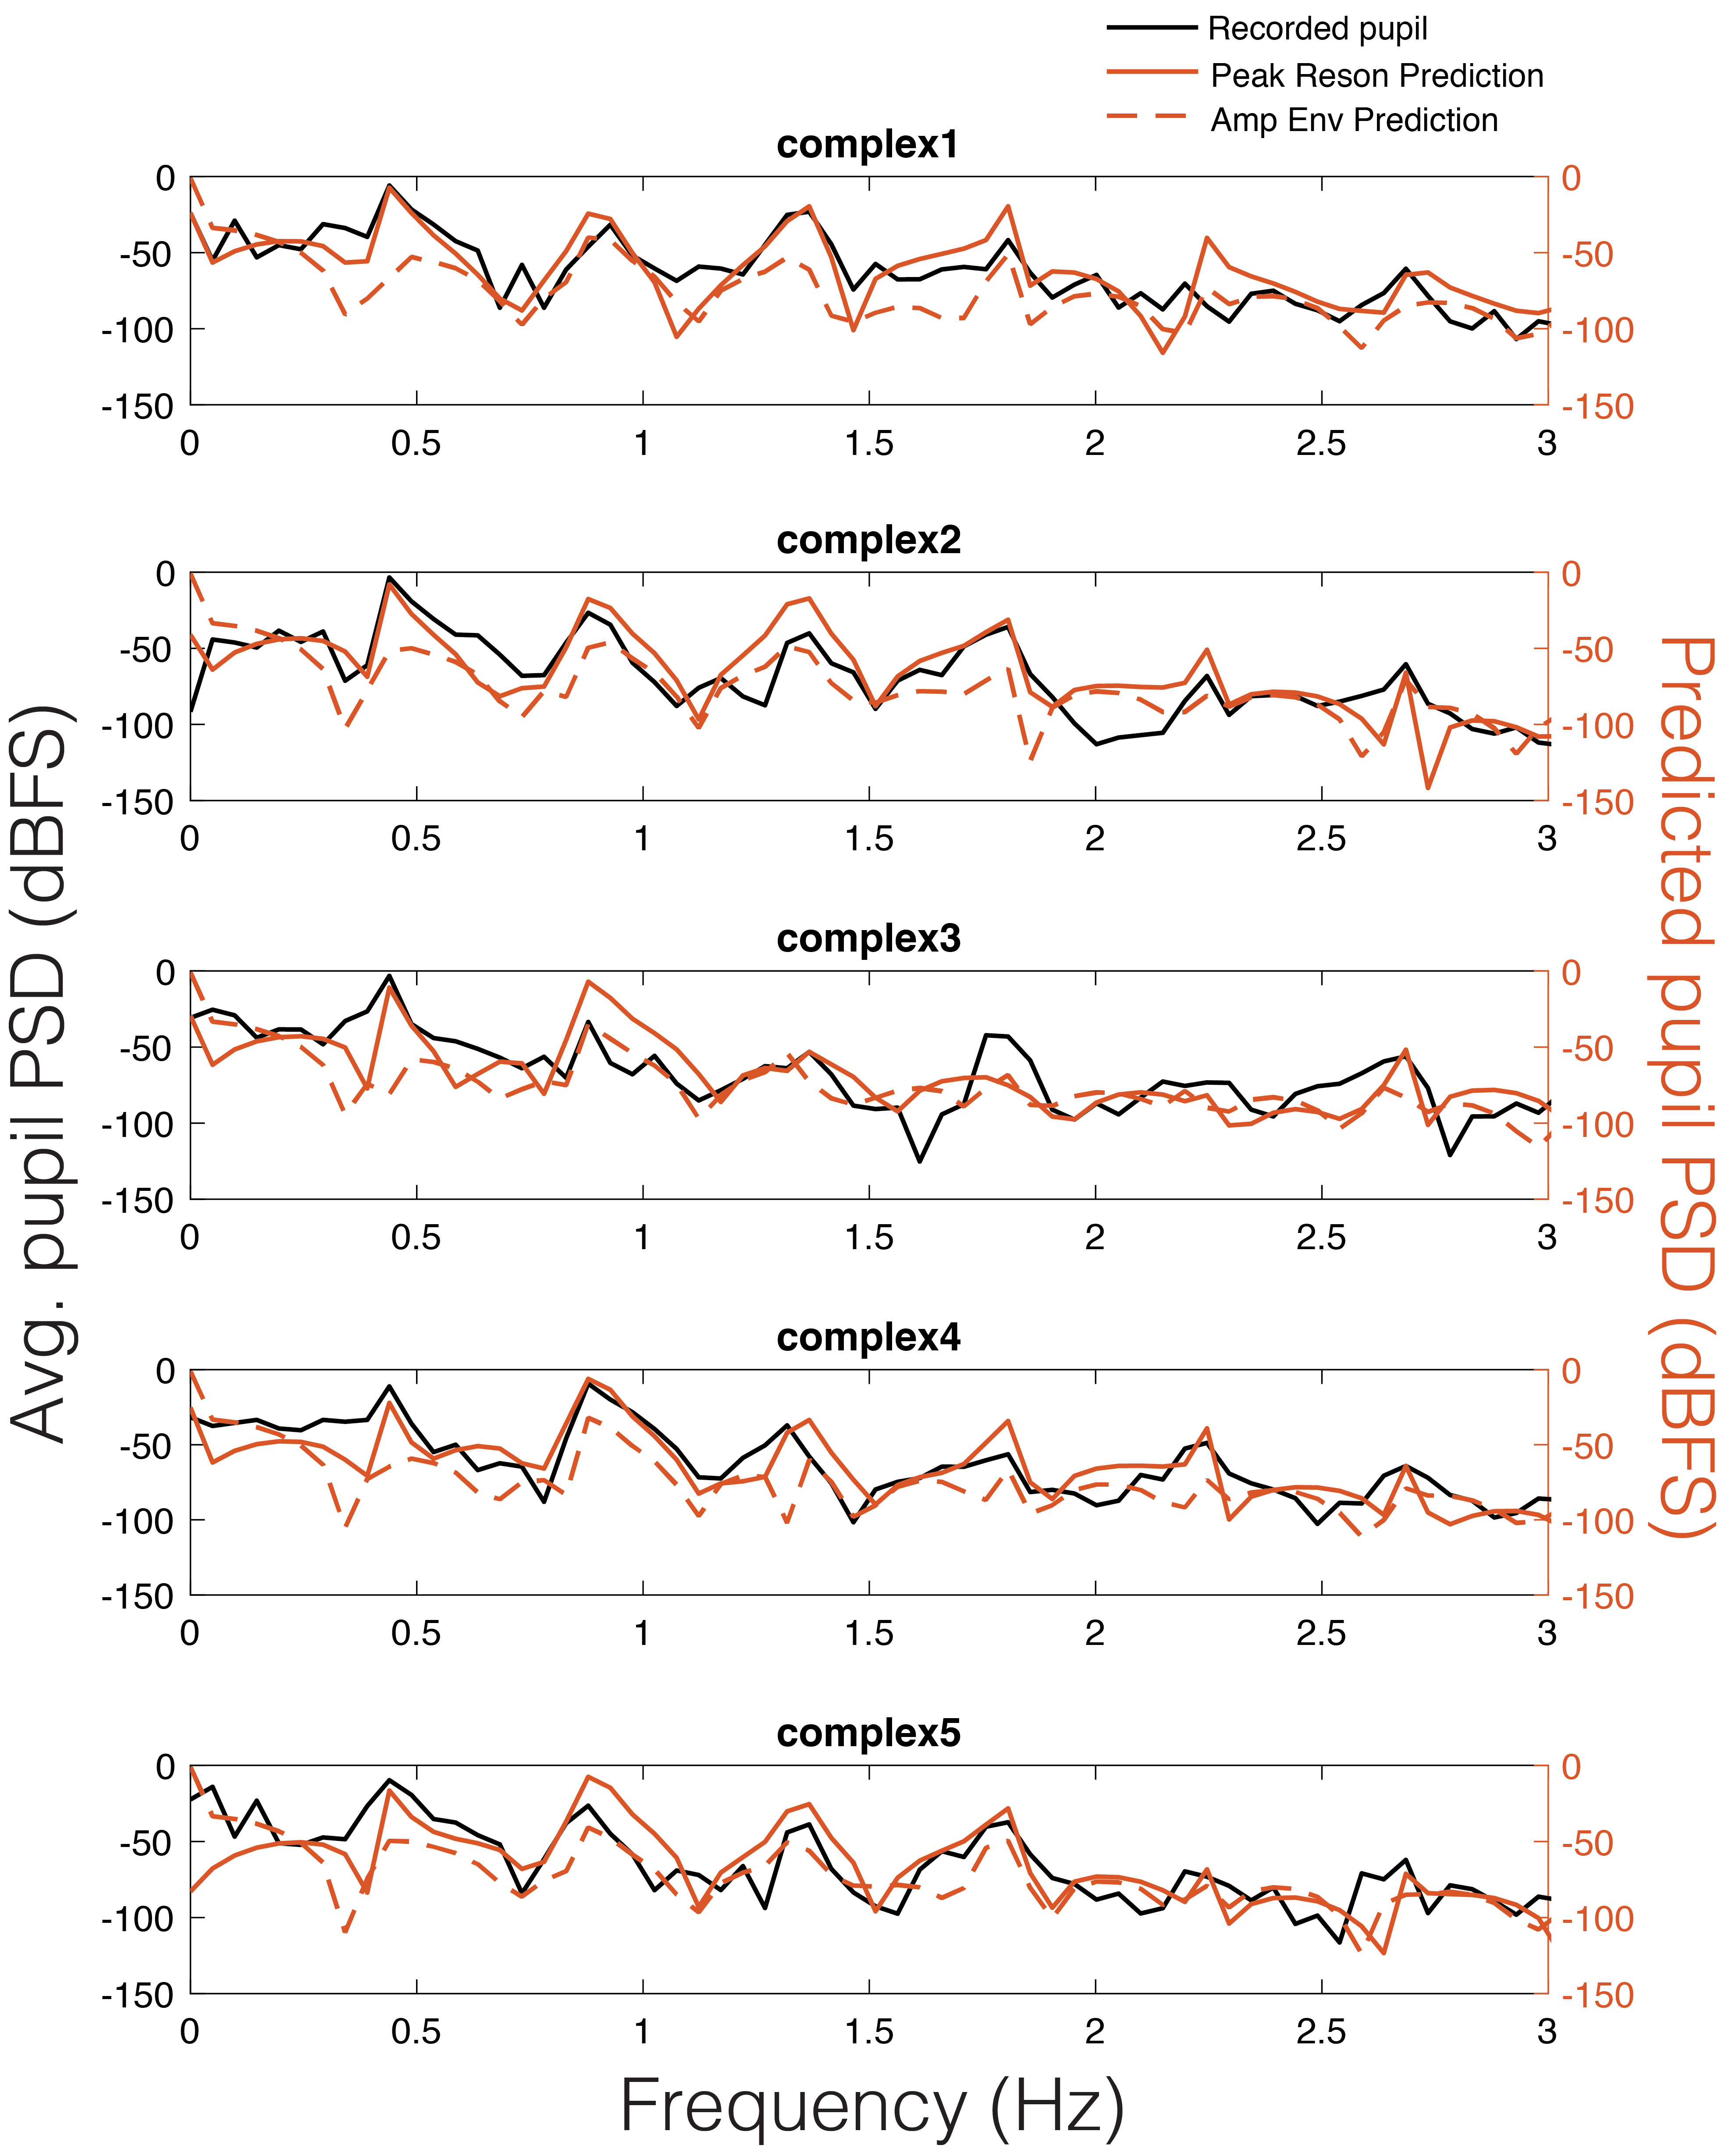 Recorded pupil
Peak Reson Prediction
Amp Env Prediction
complex1
0
-50
-100
-150
0
-50
-100
-150
0 0.5 1 1.5 2 2.5 3
complex2
0
-50
-100
-150
0
-50
-100
-150
0 0.5 1 1.5 2 2.5 3
complex3
0
-50
-100
-150
0
-50
-100
-150
0 0.5 1 1.5 2 2.5 3
complex4
0
-50
-100
-150
0
-50
-100
-150
0 0.5 1 1.5 2 2.5 3
complex5
0
-50
-100
-150
0
-50
-100
-150
0 0.5 1 1.5 2 2.5 3
Avg. pupil PSD (dBFS)
Predicted pupil PSD (dBFS)
Frequency (Hz)